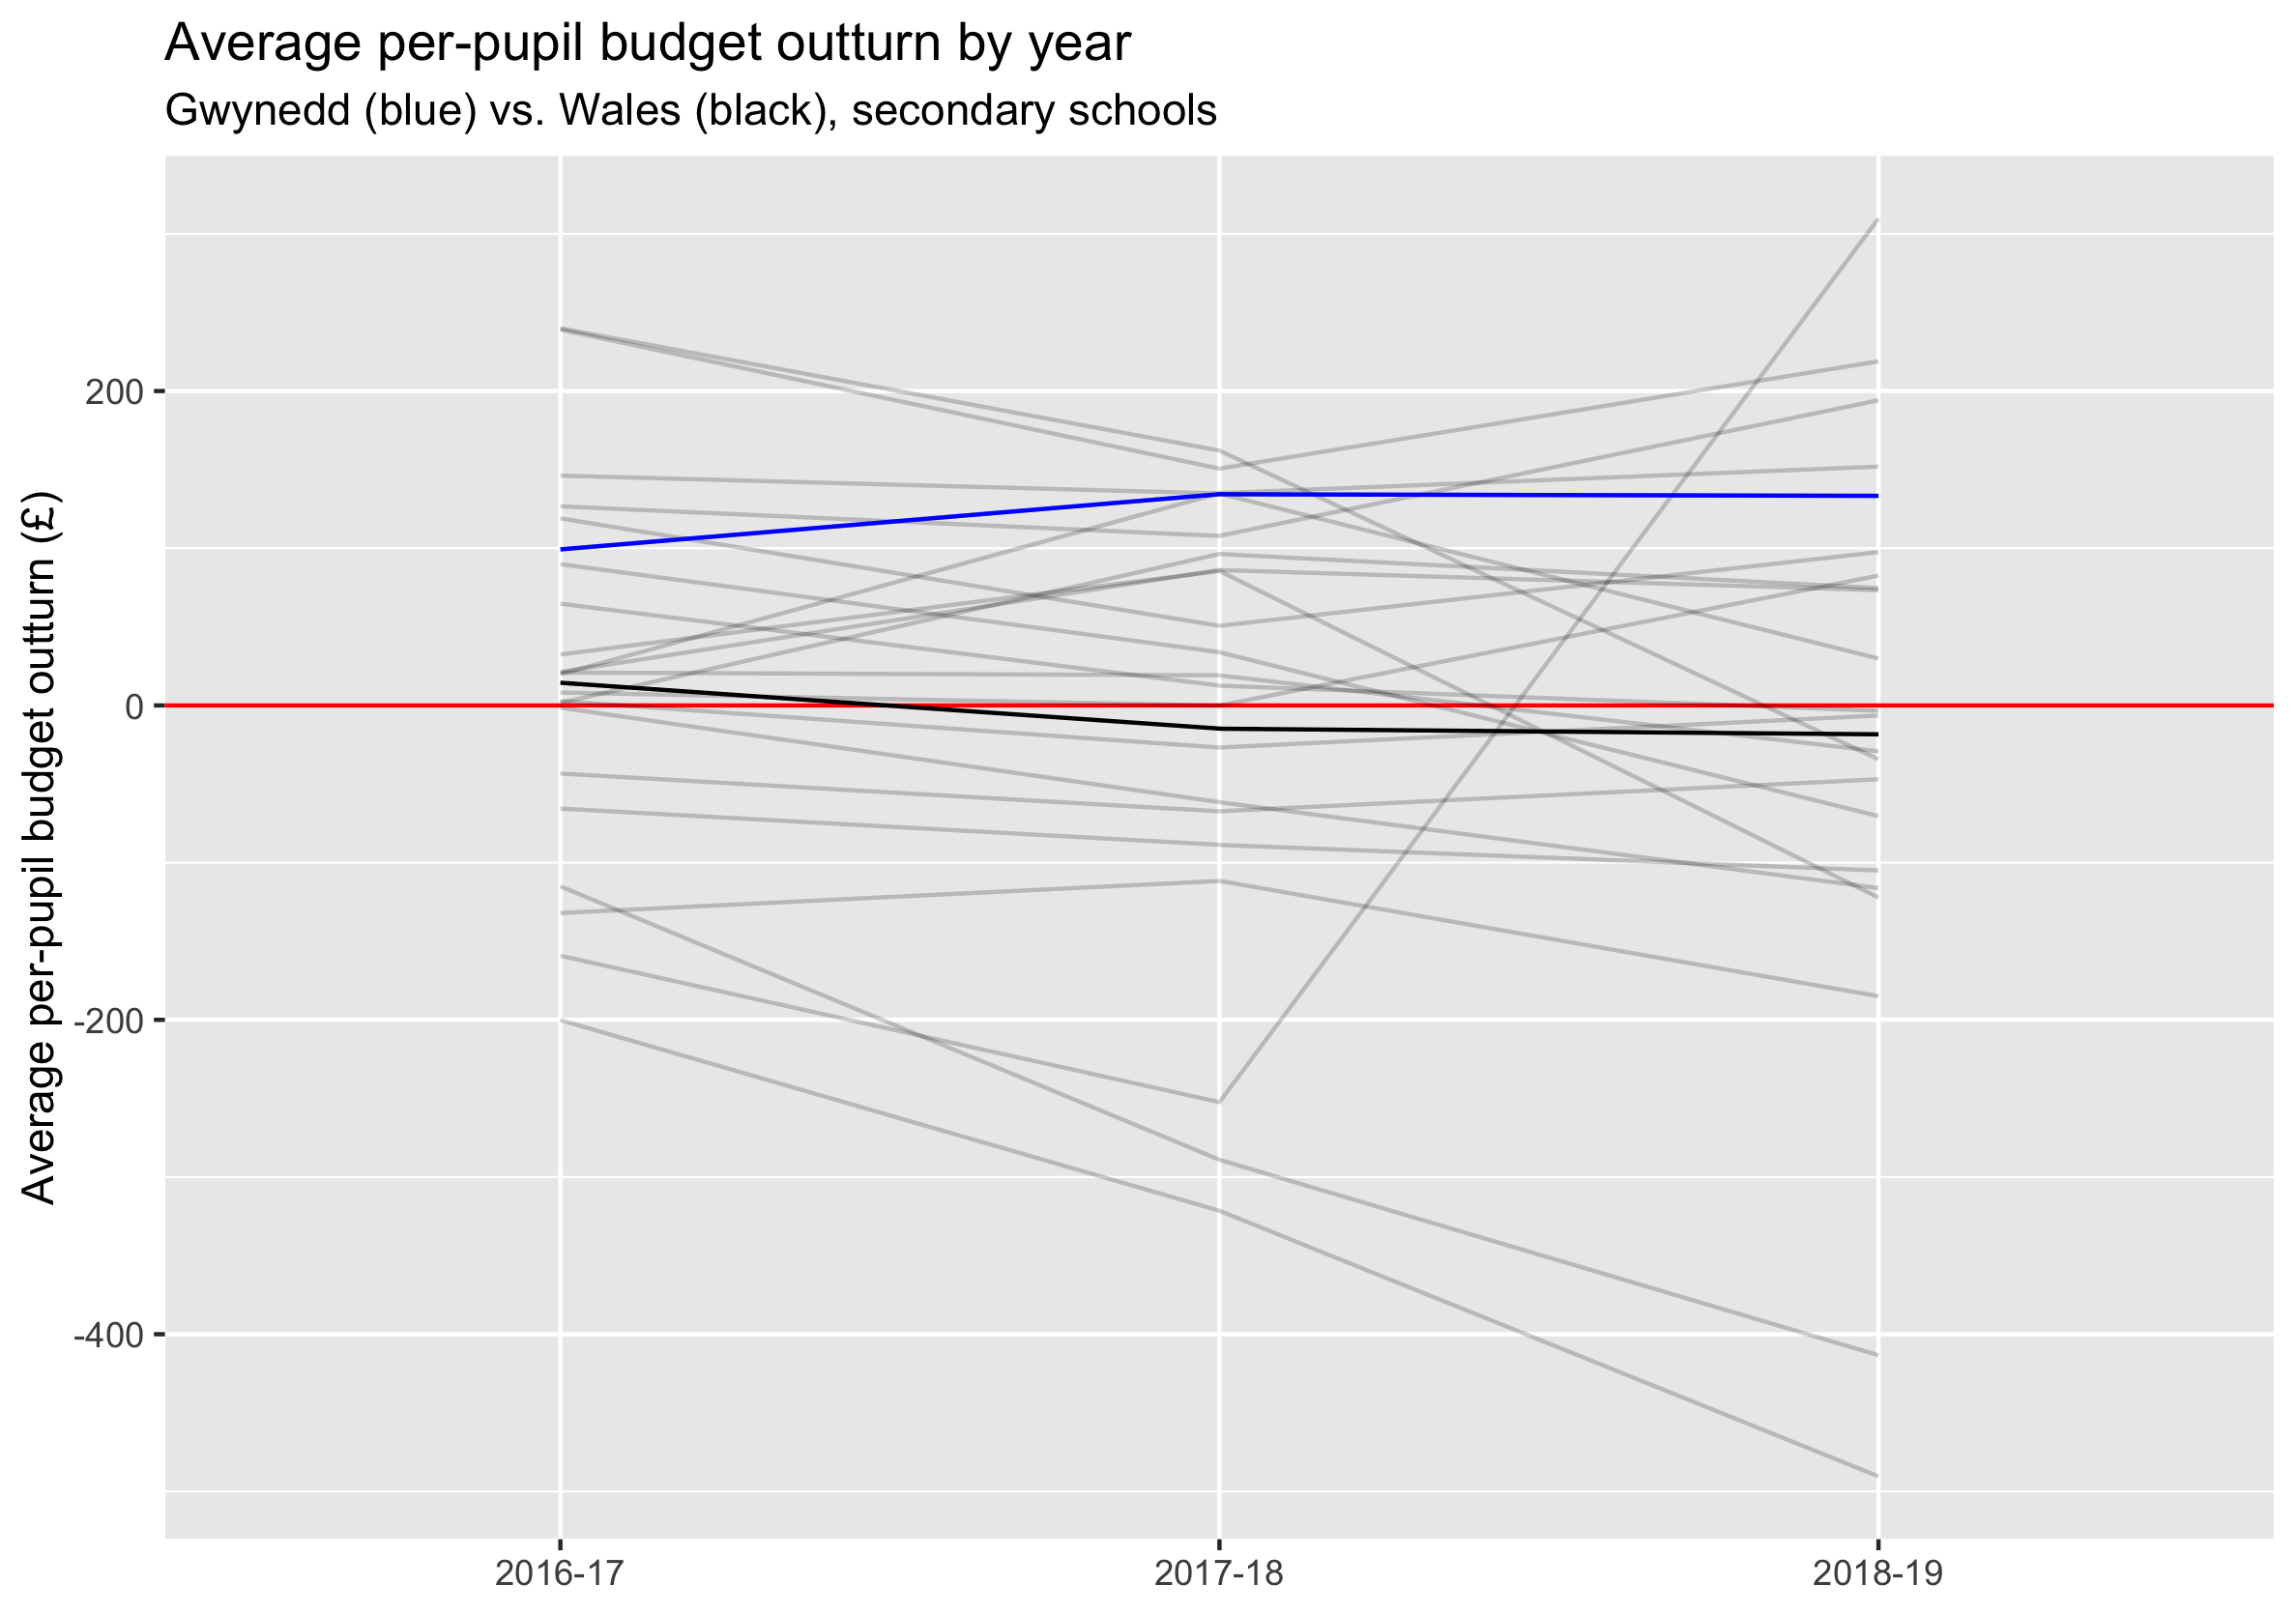 Average per-pupil budget outturn by year
Gwynedd (blue) vs. Wales (black), secondary schools
Average per-pupil budget outturn (£)
200
0
-200
-400
2016-17
2017-18
2018-19